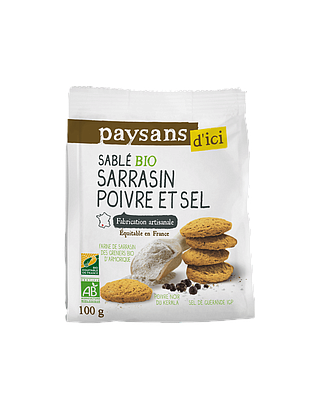 paysans
d'ici
SABLÉ BIO
SARRASIN
POIVRE ET SEL
Fabrication artisanale
Équitable en France
FARINE DE SARRASIN
DES GRENIERS BIO
D'ARMORIQUE
AB
POIVRE NOIR
DU KERALA
SEL DE GUÉRANDE IGP
100 g